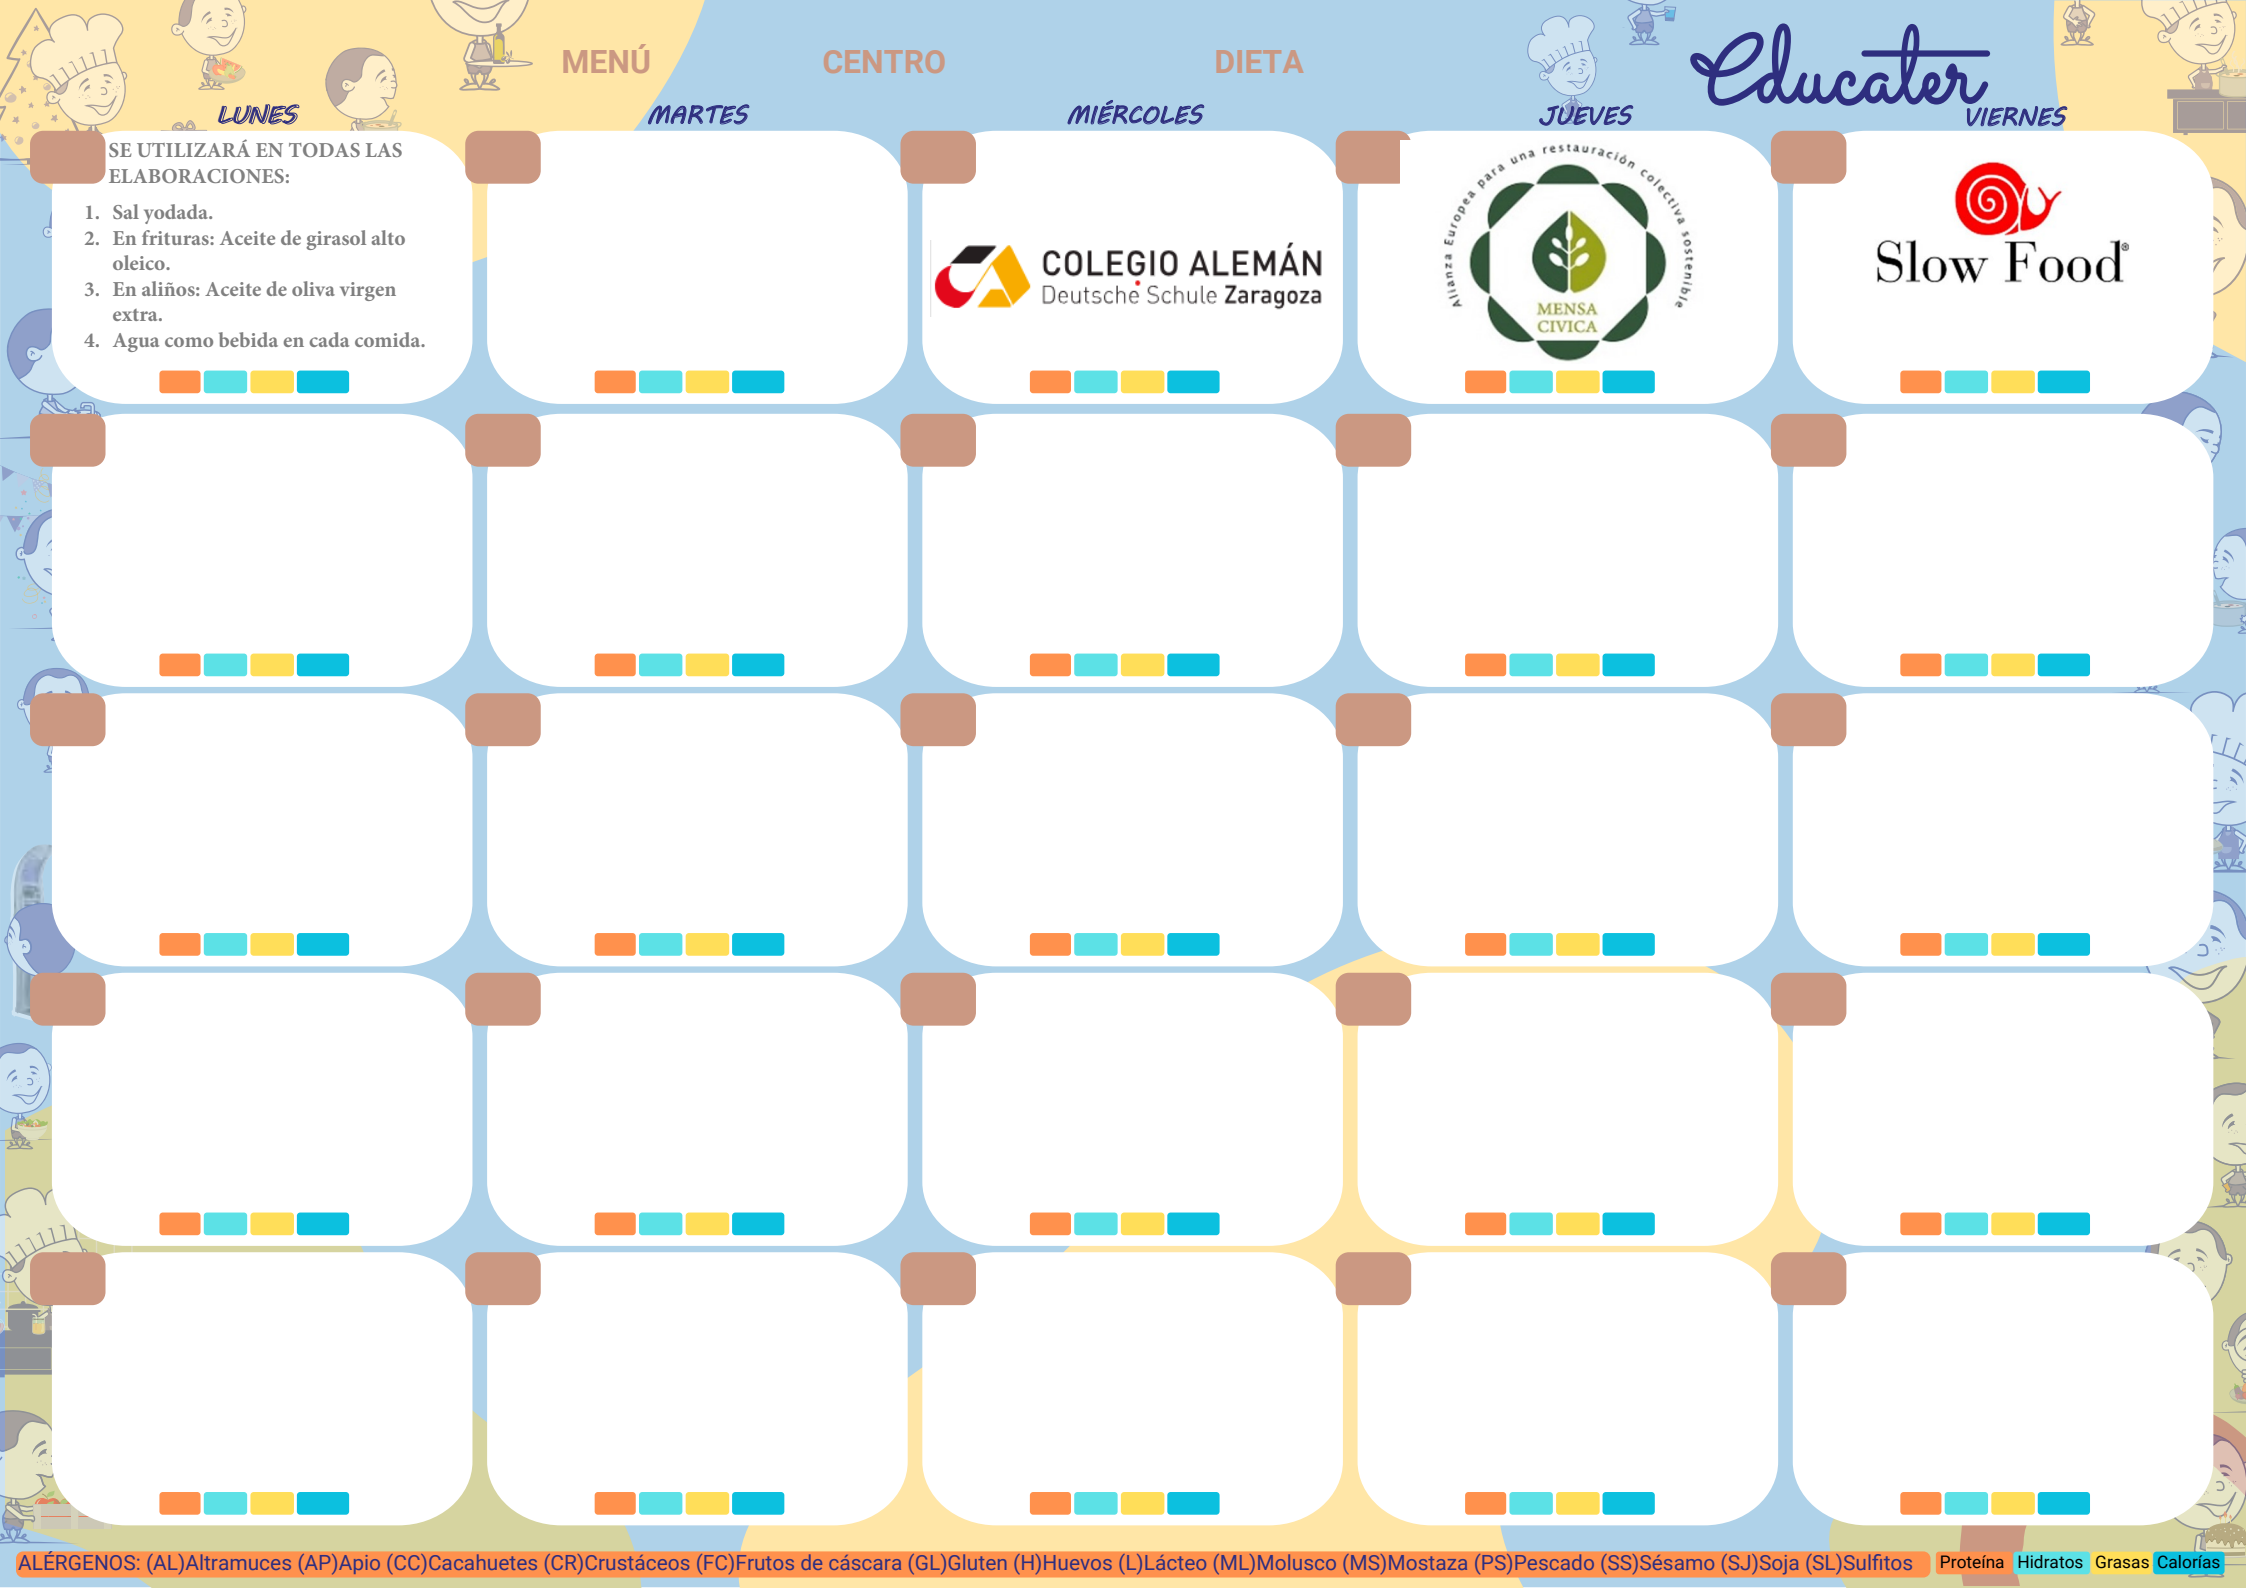 MENÚ CENTRO DIETA Educater
LUNES MARTES MIÉRCOLES JUEVES VIERNES
SE UTILIZARÁ EN TODAS LAS
ELABORACIONES:
1. Sal yodada.
2. En frituras: Aceite de girasol alto
oleico.
3. En aliños: Aceite de oliva virgen
extra.
4. Agua como bebida en cada comida.
COLEGIO ALEMÁN
Deutsche Schule Zaragoza
Alianza Europea para una restauración colectiva sostenible
MENSA
CIVICA
Slow Food®
ALÉRGENOS: (AL)Altramuces (AP)Apio (CC)Cacahuetes (CR)Crustáceos (FC)Frutos de cáscara (GL)Gluten (H)Huevos (L)Lácteo (ML)Molusco (MS)Mostaza (PS)Pescado (SS)Sésamo (SJ)Soja (SL)Sulfitos Proteína Hidratos Grasas Calorías